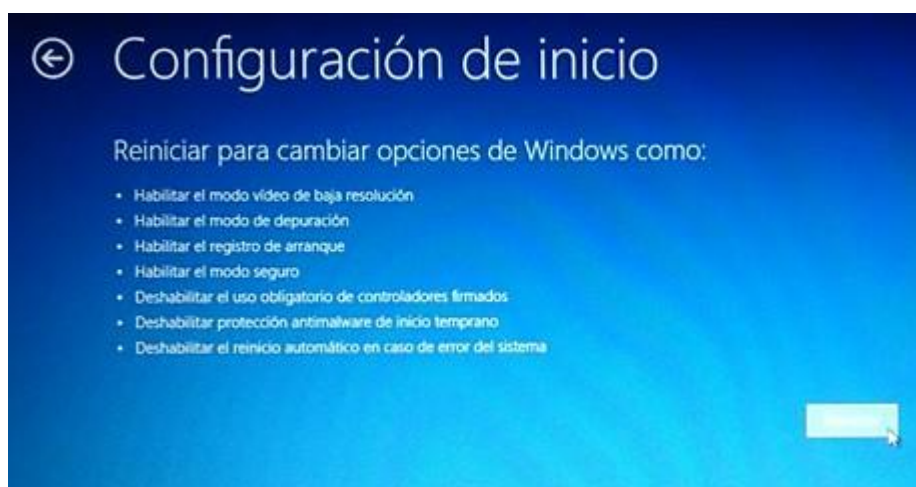 Configuración de inicio
Reiniciar para cambiar opciones de Windows como:
• Habilitar el modo vídeo de baja resolución
• Habilitar el modo de depuración
• Habilitar el registro de arranque
• Habilitar el modo seguro
• Deshabilitar el uso obligatorio de controladores firmados
• Deshabilitar protección antimalware de inicio temprano
• Deshabilitar el reinicio automático en caso de error del sistema